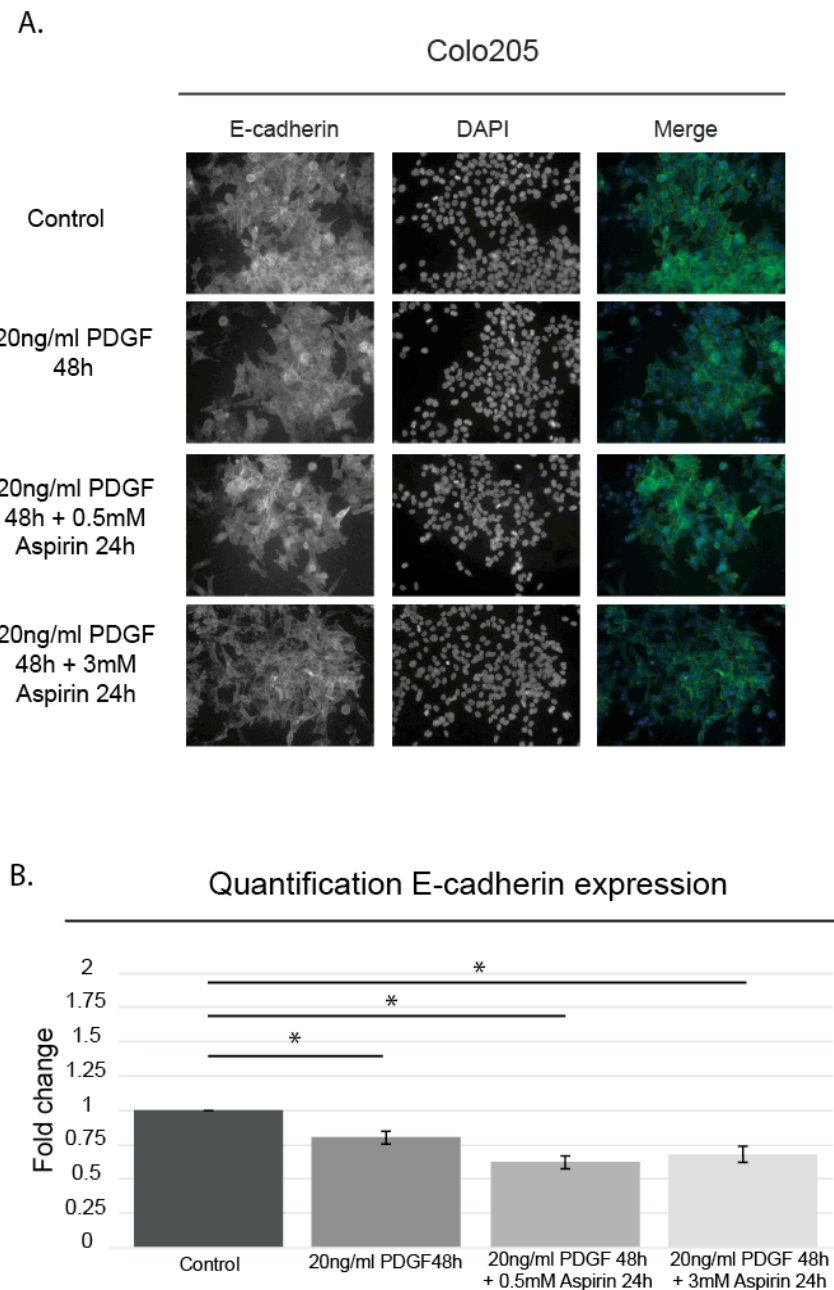 A.
Colo205
E-cadherin DAPI Merge
Control
20ng/ml PDGF
48h
20ng/ml PDGF
48h + 0.5mM
Aspirin 24h
20ng/ml PDGF
48h + 3mM
Aspirin 24h
B.
Quantification E-cadherin expression
Fold change
2
1.75
1.5
1.25
1
0.75
0.5
0.25
0
*
*
*
Control
20ng/ml PDGF48h
20ng/ml PDGF 48h
+ 0.5mM Aspirin 24h
20ng/ml PDGF 48h
+ 3mM Aspirin 24h